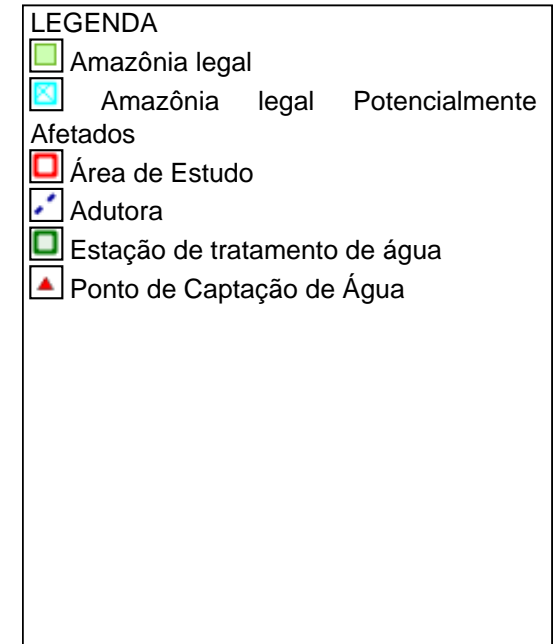 LEGENDA
Amazônia legal
Amazônia legal Potencialmente
Afetados
Área de Estudo
Adutora
Estação de tratamento de água
Ponto de Captação de Água